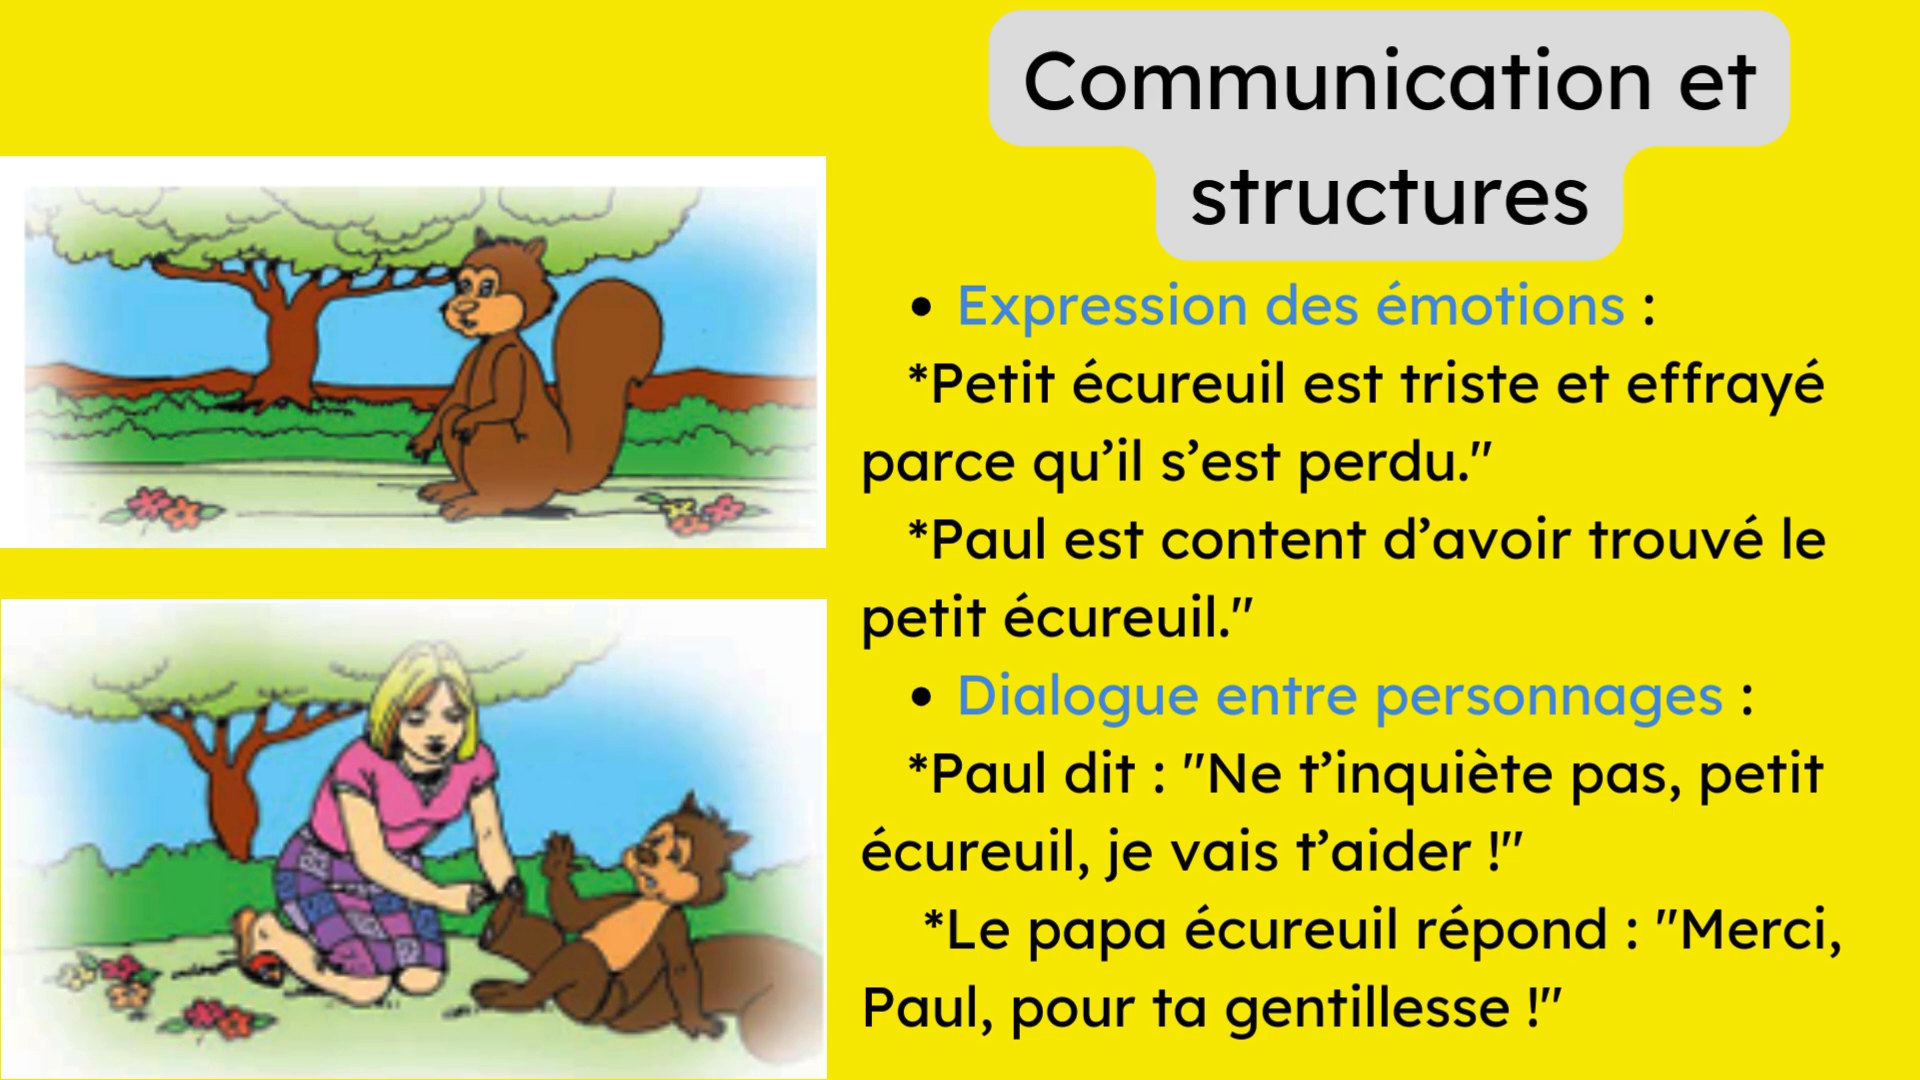 Communication et
structures
• Expression des émotions :
*Petit écureuil est triste et effrayé
parce qu’il s’est perdu."
*Paul est content d’avoir trouvé le
petit écureuil."
• Dialogue entre personnages :
*Paul dit : "Ne t’inquiète pas, petit
écureuil, je vais t’aider !"
*Le papa écureuil répond : "Merci,
Paul, pour ta gentillesse !"